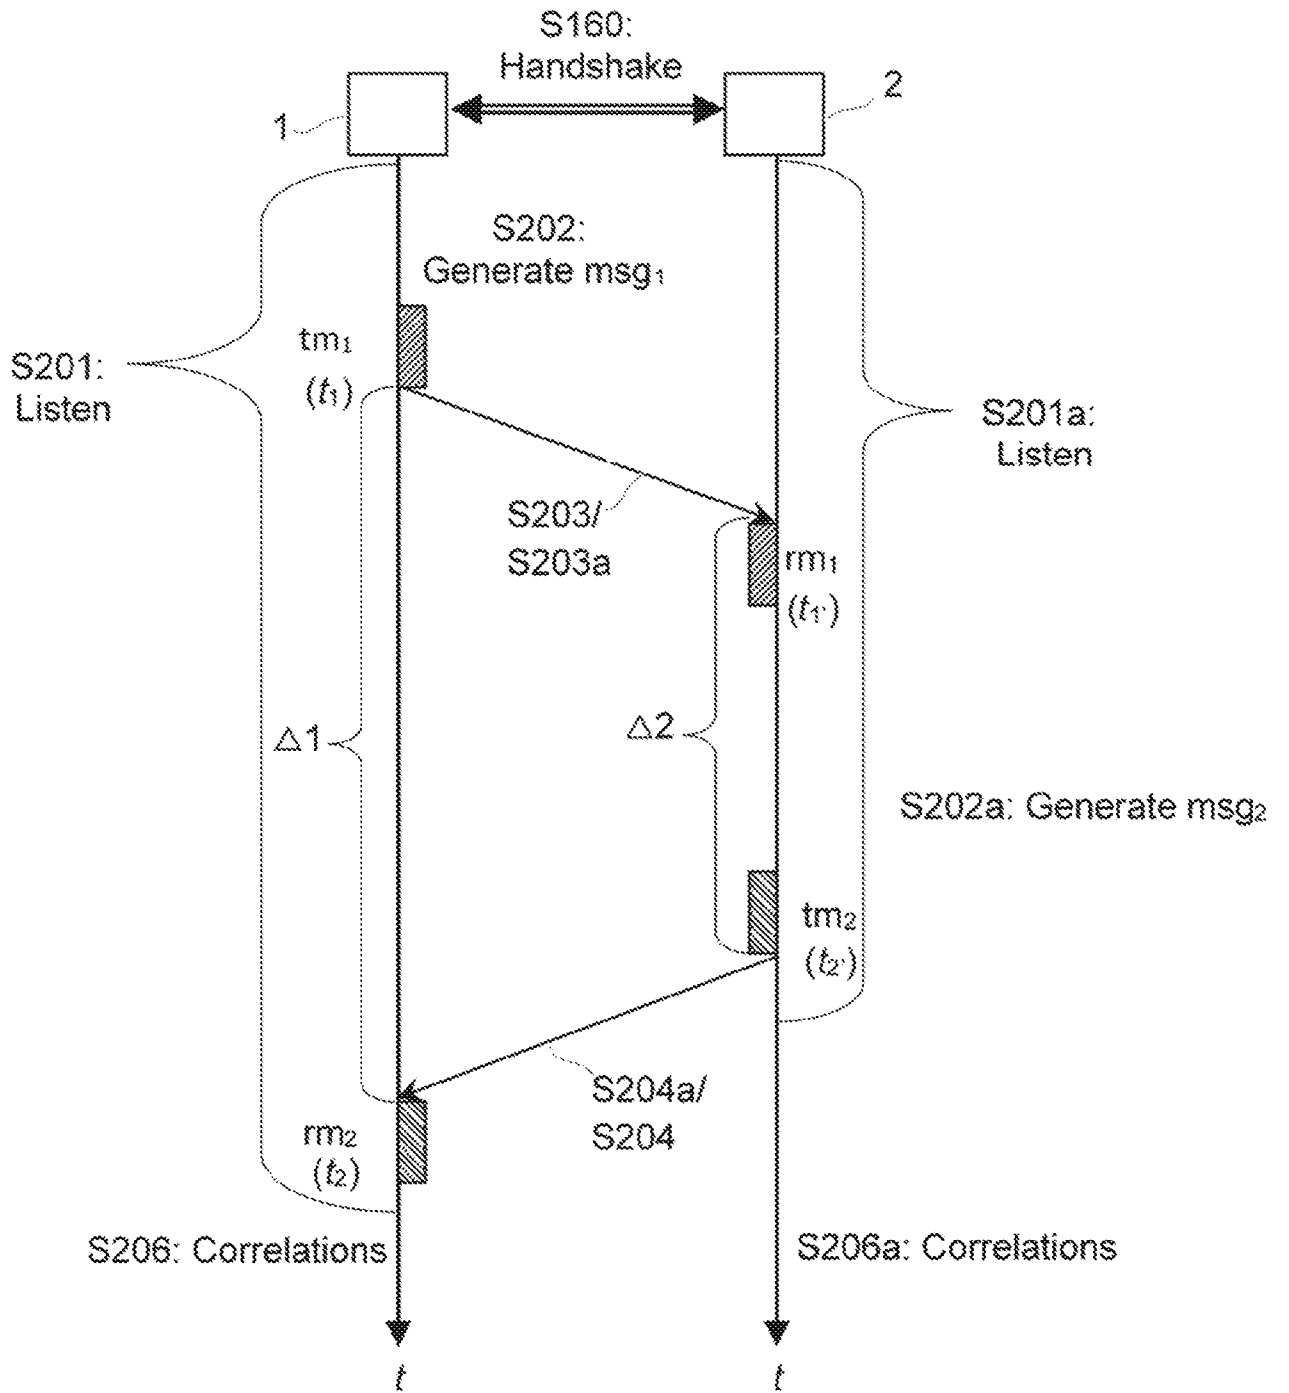 S160:
Handshake
1
2
S202:
Generate msg₁
tm₁
(t₁)
S201:
Listen
S201a:
Listen
S203/
S203a
rm₁
(t₁')
△1
△2
S202a: Generate msg₂
tm₂
(t₂')
S204a/
S204
rm₂
(t₂)
S206: Correlations
S206a: Correlations
t
t